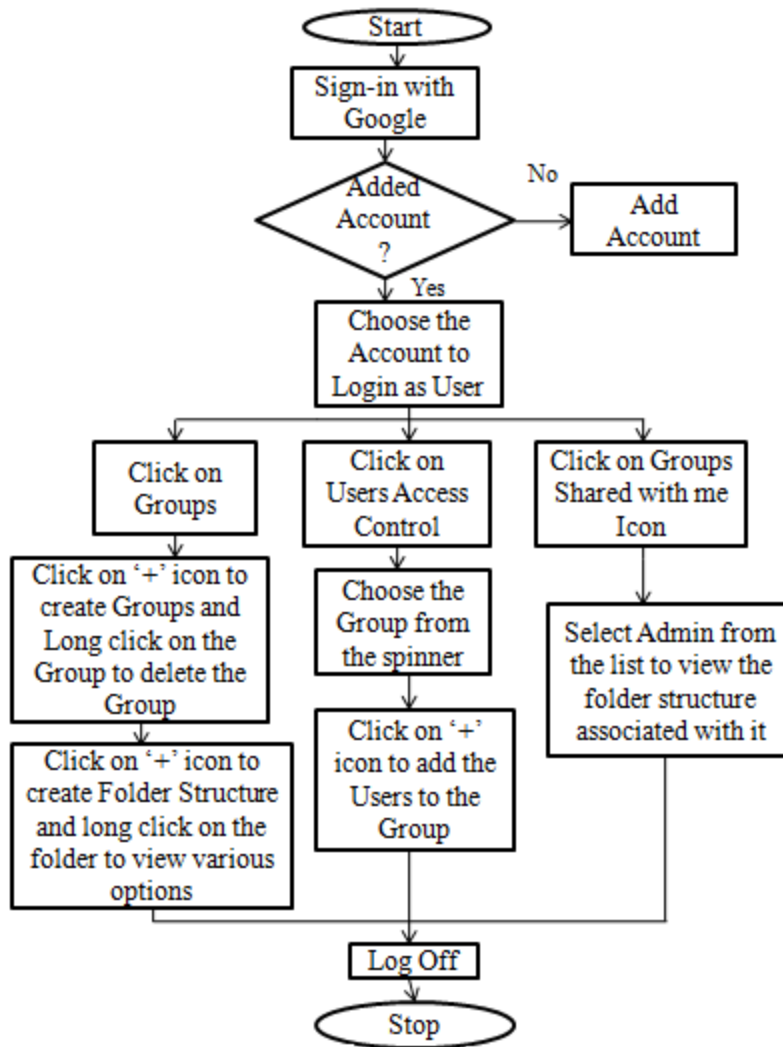 Start
Sign-in with
Google
Added
Account
?
No
Add
Account
Yes
Choose the
Account to
Login as User
Click on
Groups
Click on ‘+’ icon to
create Groups and
Long click on the
Group to delete the
Group
Click on ‘+’ icon to
create Folder Structure
and long click on the
folder to view various
options
Click on
Users Access
Control
Choose the
Group from
the spinner
Click on ‘+’
icon to add the
Users to the
Group
Click on Groups
Shared with me
Icon
Select Admin from
the list to view the
folder structure
associated with it
Log Off
Stop